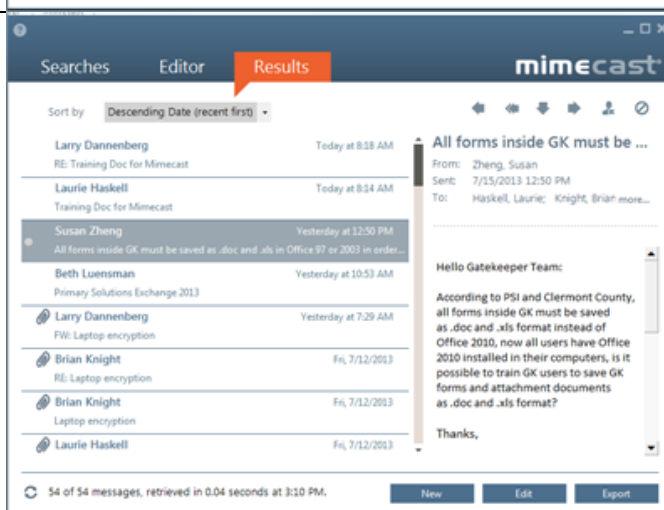 Searches Editor Results mimecast
Sort by Descending Date (recent first)
Larry Dannenberg Today at 8:18 AM
RE: Training Doc for Mimecast
Laurie Haskell Today at 8:14 AM
Training Doc for Mimecast
Susan Zheng Yesterday at 12:50 PM
All forms inside GK must be saved as .doc and .xls in Office 97 or 2003 in order...
Beth Luensman Yesterday at 10:53 AM
Primary Solutions Exchange 2013
Larry Dannenberg Yesterday at 7:29 AM
FW: Laptop encryption
Brian Knight Fri, 7/12/2013
RE: Laptop encryption
Brian Knight Fri, 7/12/2013
Laptop encryption
Laurie Haskell Fri, 7/12/2013
All forms inside GK must be ...
From: Zheng, Susan
Sent: 7/15/2013 12:50 PM
To: Haskell, Laurie; Knight, Brian more...
Hello Gatekeeper Team:
According to PSI and Clermont County,
all forms inside GK must be saved
as .doc and .xls format instead of
Office 2010, now all users have Office
2010 installed in their computers, is it
possible to train GK users to save GK
forms and attachment documents
as .doc and .xls format?
Thanks,
54 of 54 messages, retrieved in 0.04 seconds at 3:10 PM.
New Edit Export